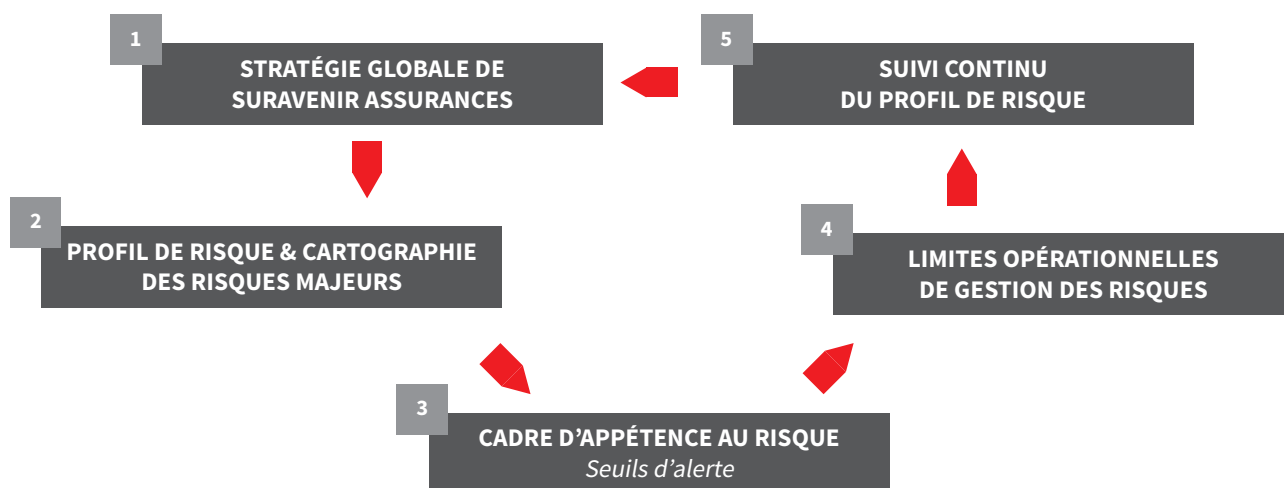 1
STRATÉGIE GLOBALE DE
SURAVENIR ASSURANCES
2
PROFIL DE RISQUE & CARTOGRAPHIE
DES RISQUES MAJEURS
3
CADRE D’APPÉTENCE AU RISQUE
Seuils d’alerte
4
LIMITES OPÉRATIONNELLES
DE GESTION DES RISQUES
5
SUIVI CONTINU
DU PROFIL DE RISQUE